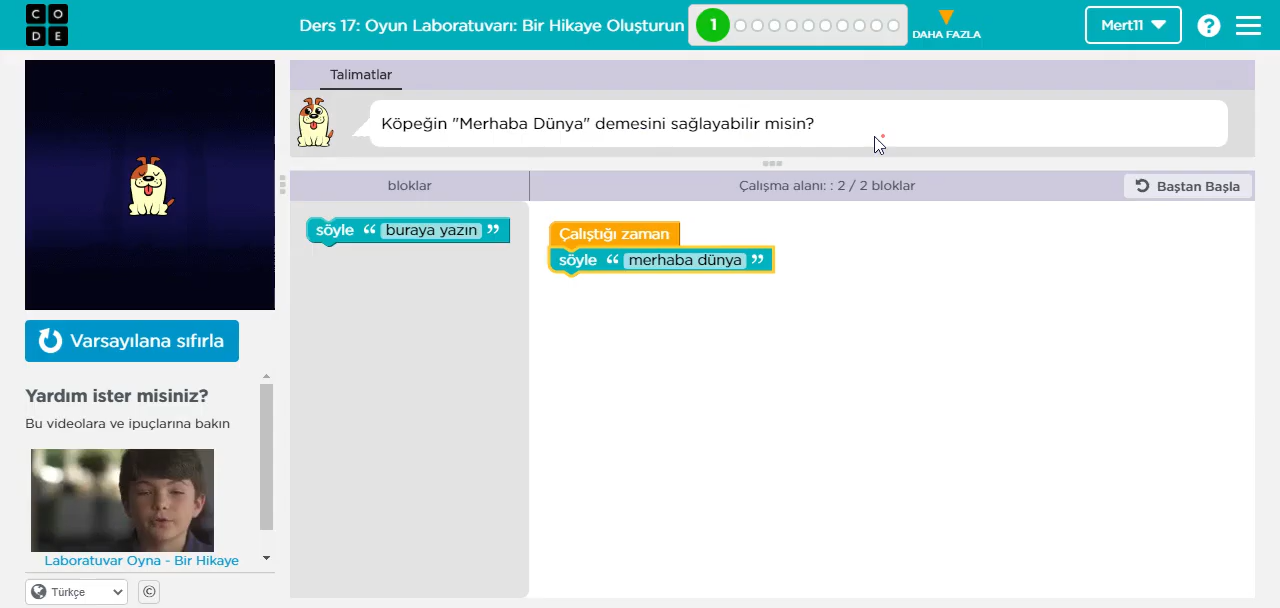 C O
D E
Ders 17: Oyun Laboratuvarı: Bir Hikaye Oluşturun
1
DAHA FAZLA
Mert11
?
Talimatlar
Köpeğin "Merhaba Dünya" demesini sağlayabilir misin?
bloklar
Çalışma alanı: : 2 / 2 bloklar
Baştan Başla
söyle “ buraya yazın ”
Çalıştığı zaman
söyle “ merhaba dünya ”
Varsayılana sıfırla
Yardım ister misiniz?
Bu videolara ve ipuçlarına bakın
Laboratuvar Oyna - Bir Hikaye
Türkçe
©